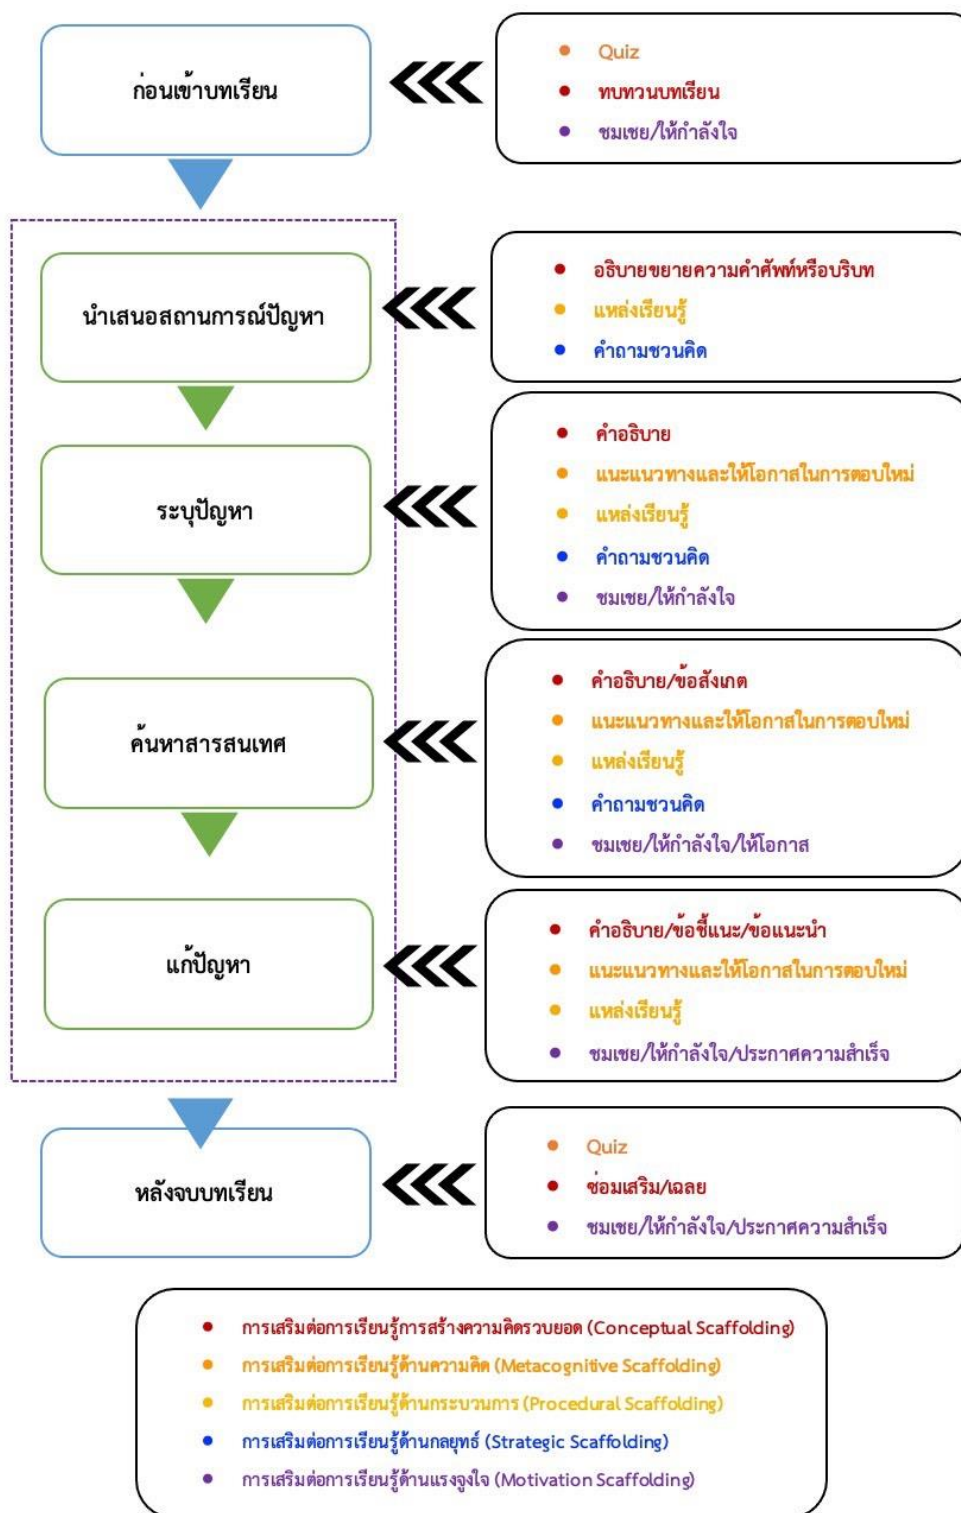 ก่อนเข้าบทเรียน
Quiz
ทบทวนบทเรียน
ชมเชย/ให้กำลังใจ
นำเสนอสถานการณ์ปัญหา
อธิบายขยายความคำศัพท์หรือบริบท
แหล่งเรียนรู้
คำถามชวนคิด
ระบุปัญหา
คำอธิบาย
แนะแนวทางและให้โอกาสในการตอบใหม่
แหล่งเรียนรู้
คำถามชวนคิด
ชมเชย/ให้กำลังใจ
ค้นหาสารสนเทศ
คำอธิบาย/ข้อสังเกต
แนะแนวทางและให้โอกาสในการตอบใหม่
แหล่งเรียนรู้
คำถามชวนคิด
ชมเชย/ให้กำลังใจ/ให้โอกาส
แก้ปัญหา
คำอธิบาย/ข้อชี้แนะ/ข้อแนะนำ
แนะแนวทางและให้โอกาสในการตอบใหม่
แหล่งเรียนรู้
ชมเชย/ให้กำลังใจ/ประกาศความสำเร็จ
หลังจบบทเรียน
Quiz
ซ่อมเสริม/เฉลย
ชมเชย/ให้กำลังใจ/ประกาศความสำเร็จ
การเสริมต่อการเรียนรู้การสร้างความคิดรวบยอด (Conceptual Scaffolding)
การเสริมต่อการเรียนรู้ด้านความคิด (Metacognitive Scaffolding)
การเสริมต่อการเรียนรู้ด้านกระบวนการ (Procedural Scaffolding)
การเสริมต่อการเรียนรู้ด้านกลยุทธ์ (Strategic Scaffolding)
การเสริมต่อการเรียนรู้ด้านแรงจูงใจ (Motivation Scaffolding)